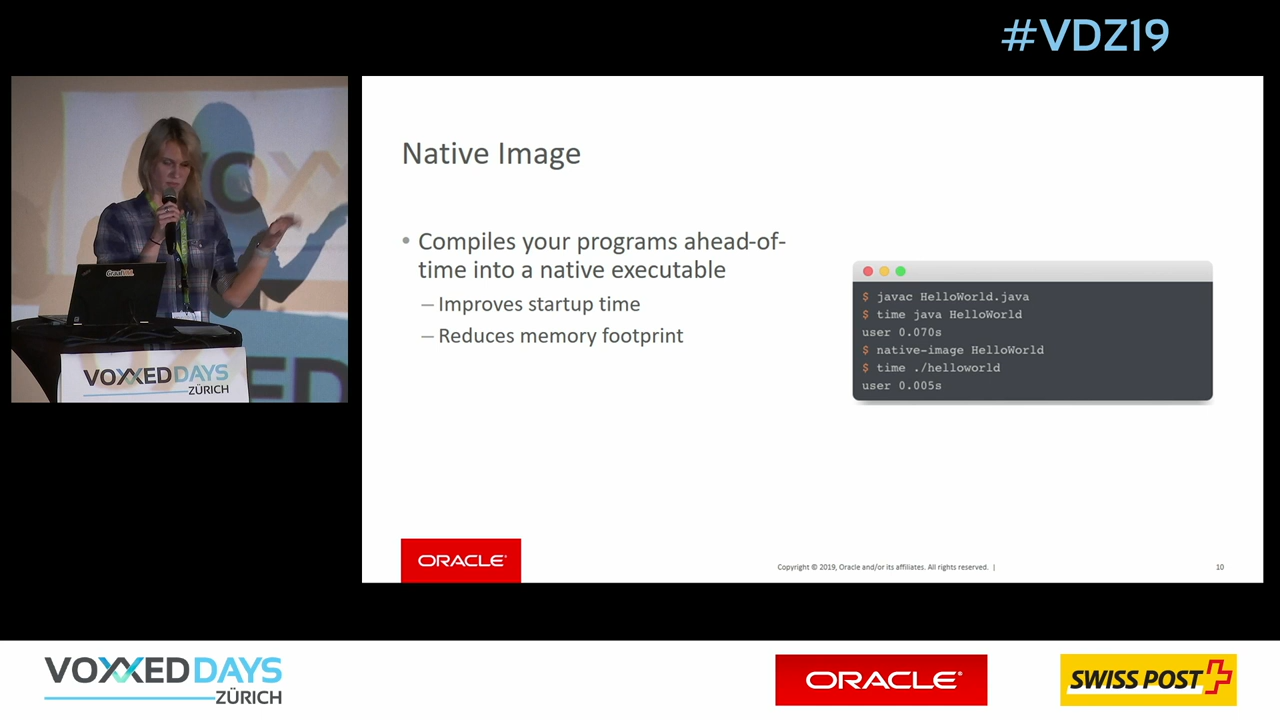 #VDZ19
Native Image
• Compiles your programs ahead-of-
time into a native executable
– Improves startup time
– Reduces memory footprint
$ javac HelloWorld.java
$ time java HelloWorld
user 0.070s
$ native-image HelloWorld
$ time ./helloworld
user 0.005s
GraalVM
VOXXED DAYS
ZÜRICH
ORACLE
Copyright © 2019, Oracle and/or its affiliates. All rights reserved. |
10
VOXXED DAYS
ZÜRICH
ORACLE
SWISS POST